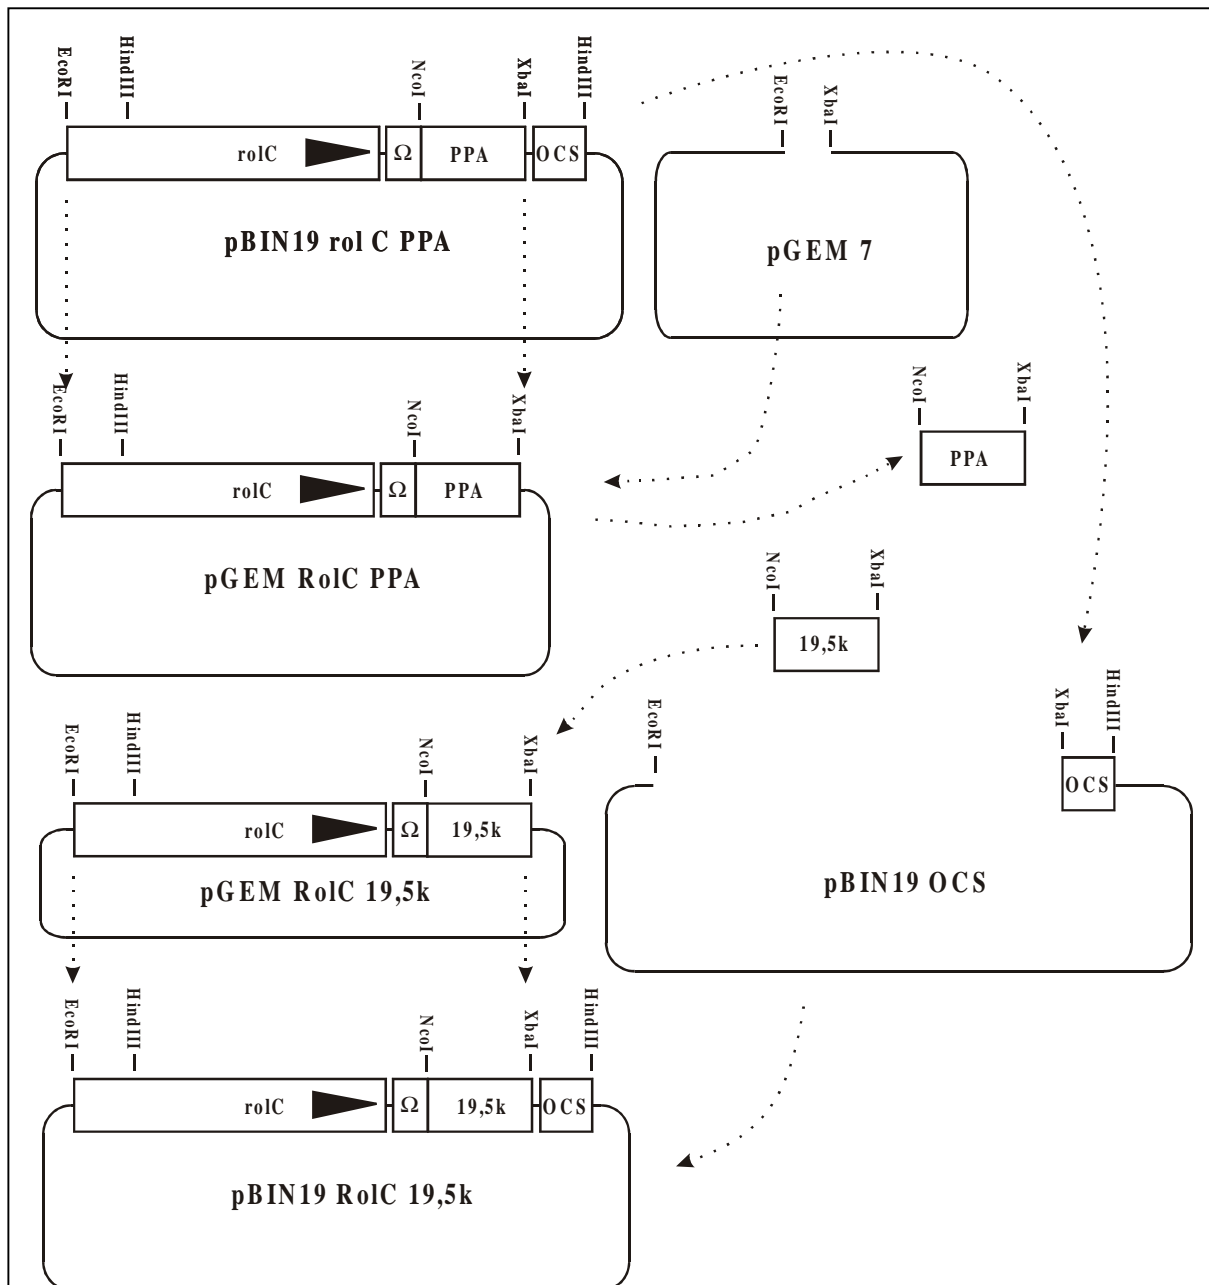 EcoRI
HindIII
NcoI
XbaI
HindIII
rolC
Ω
PPA
OCS
pBIN19 rol C PPA
EcoRI
XbaI
pGEM 7
EcoRI
HindIII
NcoI
XbaI
rolC
Ω
PPA
pGEM RolC PPA
NcoI
XbaI
PPA
NcoI
XbaI
19,5k
EcoRI
HindIII
NcoI
XbaI
rolC
Ω
19,5k
pGEM RolC 19,5k
EcoRI
XbaI
HindIII
OCS
pBIN19 OCS
EcoRI
HindIII
NcoI
XbaI
HindIII
rolC
Ω
19,5k
OCS
pBIN19 RolC 19,5k